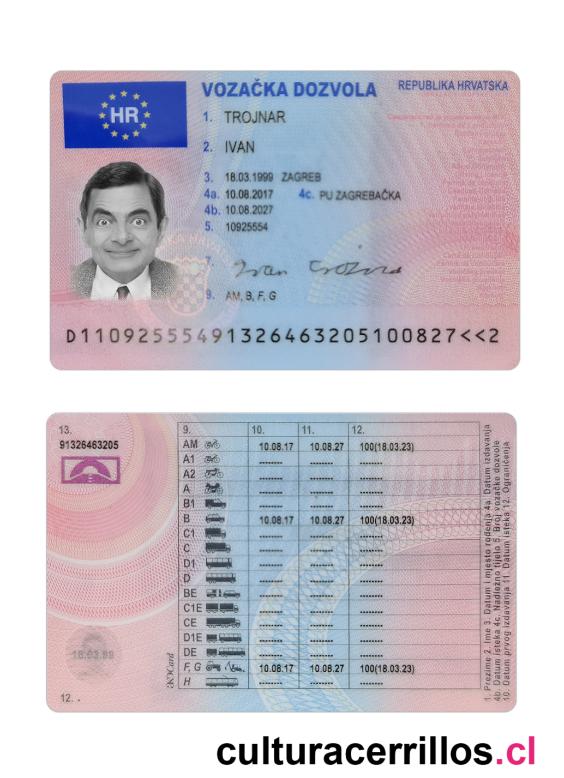 HR
VOZAČKA DOZVOLA
REPUBLIKA HRVATSKA
1. TROJNAR
2. IVAN
3. 18.03.1999 ZAGREB
4a. 10.08.2017 4c. PU ZAGREBAČKA
4b. 10.08.2027
5. 10925554
7. Ivan
9. AM, B, F, G
D11092555491326463205100827<<2
13.
91326463205
9. 10. 11. 12.
AM 10.08.17 10.08.27 100(18.03.23)
A1 ------- ------- --------
A2 ------- ------- --------
A ------- ------- --------
B1 ------- ------- --------
B 10.08.17 10.08.27 100(18.03.23)
C1 ------- ------- --------
C ------- ------- --------
D1 ------- ------- --------
D ------- ------- --------
BE ------- ------- --------
C1E ------- ------- --------
CE ------- ------- --------
D1E ------- ------- --------
DE ------- ------- --------
F, G 10.08.17 10.08.27 100(18.03.23)
H ------- ------- --------
1. Prezime 2. Ime 3. Datum i mjesto rođenja 4a. Datum izdavanja
4b. Datum isteka 4c. Nadležno tijelo 5. Broj vozačke dozvole
10. Datum prvog izdavanja 11. Datum isteka 12. Ograničenja
18.03.99
12. -
culturacerrillos.cl